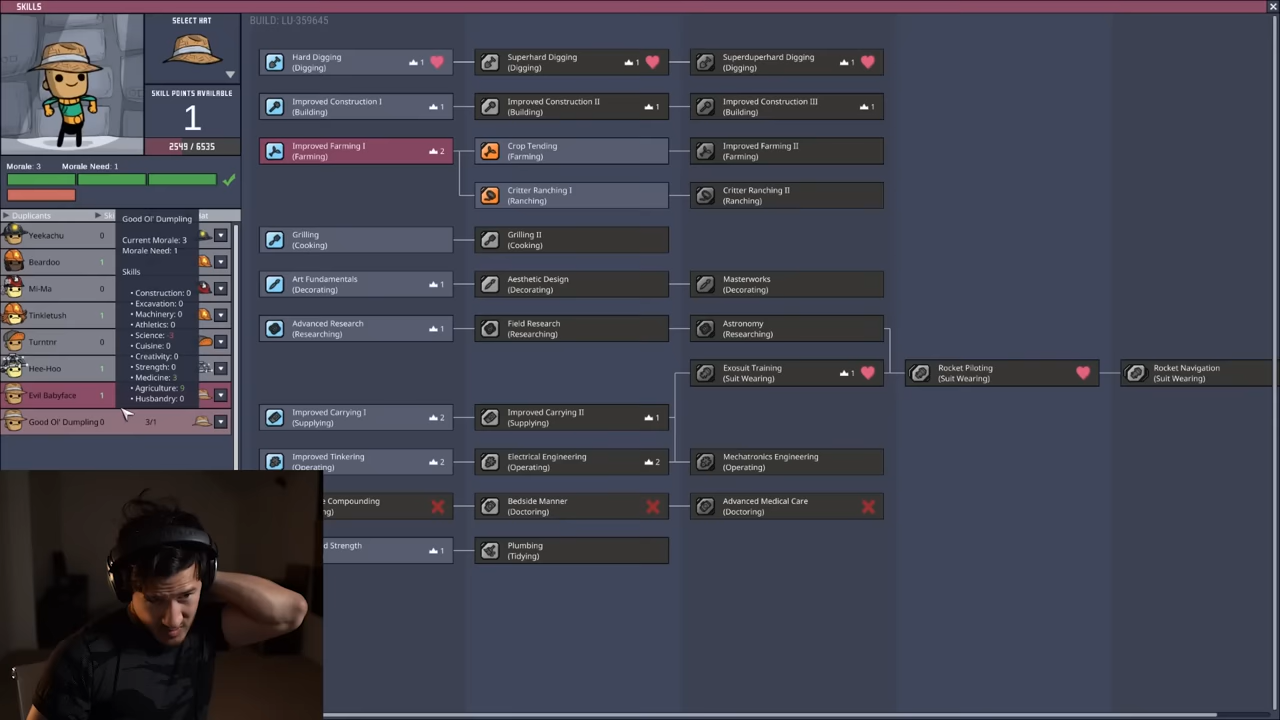 SKILLS
BUILD: LU-359645
SELECT HAT
SKILL POINTS AVAILABLE
1
2549 / 6535
Morale: 3 Morale Need: 1
Duplicants
Yeekachu 0
Beardoo 1
Mi-Ma 0
Tinkletush 1
Turntnr 0
Hee-Hoo 1
Evil Babyface 1
Good Ol' Dumpling 0 3/1
Good Ol' Dumpling
Current Morale: 3
Morale Need: 1
Skills
• Construction: 0
• Excavation: 0
• Machinery: 0
• Athletics: 0
• Science: -3
• Cuisine: 0
• Creativity: 0
• Strength: 0
• Medicine: 3
• Agriculture: 9
• Husbandry: 0
Hard Digging
(Digging)
1
Superhard Digging
(Digging)
1
Superduperhard Digging
(Digging)
1
Improved Construction I
(Building)
1
Improved Construction II
(Building)
1
Improved Construction III
(Building)
1
Improved Farming I
(Farming)
2
Crop Tending
(Farming)
Improved Farming II
(Farming)
Critter Ranching I
(Ranching)
Critter Ranching II
(Ranching)
Grilling
(Cooking)
Grilling II
(Cooking)
Art Fundamentals
(Decorating)
1
Aesthetic Design
(Decorating)
Masterworks
(Decorating)
Advanced Research
(Researching)
1
Field Research
(Researching)
Astronomy
(Researching)
Exosuit Training
(Suit Wearing)
1
Rocket Piloting
(Suit Wearing)
Rocket Navigation
(Suit Wearing)
Improved Carrying I
(Supplying)
2
Improved Carrying II
(Supplying)
1
Improved Tinkering
(Operating)
2
Electrical Engineering
(Operating)
2
Mechatronics Engineering
(Operating)
Compounding
Bedside Manner
(Doctoring)
Advanced Medical Care
(Doctoring)
Strength
1
Plumbing
(Tidying)